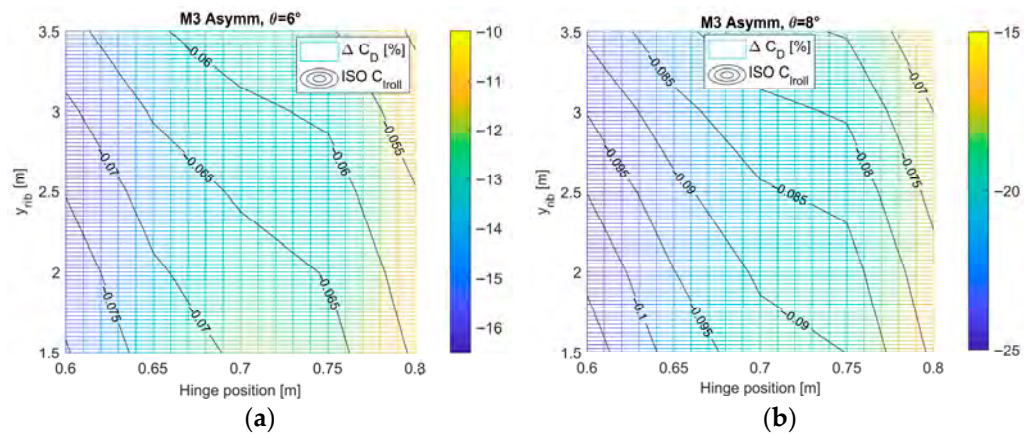 M3 Asymm, θ=6°
3.5
3
2.5
2
1.5
y_rib [m]
0.6 0.65 0.7 0.75 0.8
Hinge position [m]
Δ C_D [%]
ISO C_lroll
−0.06
−0.055
−0.06
−0.065
−0.07
−0.065
−0.07
−0.075
−10
−11
−12
−13
−14
−15
−16
(a)
M3 Asymm, θ=8°
3.5
3
2.5
2
1.5
y_rib [m]
0.6 0.65 0.7 0.75 0.8
Hinge position [m]
Δ C_D [%]
ISO C_lroll
−0.085
−0.07
−0.075
−0.08
−0.095
−0.09
−0.085
−0.1
−0.095
−0.09
−15
−20
−25
(b)